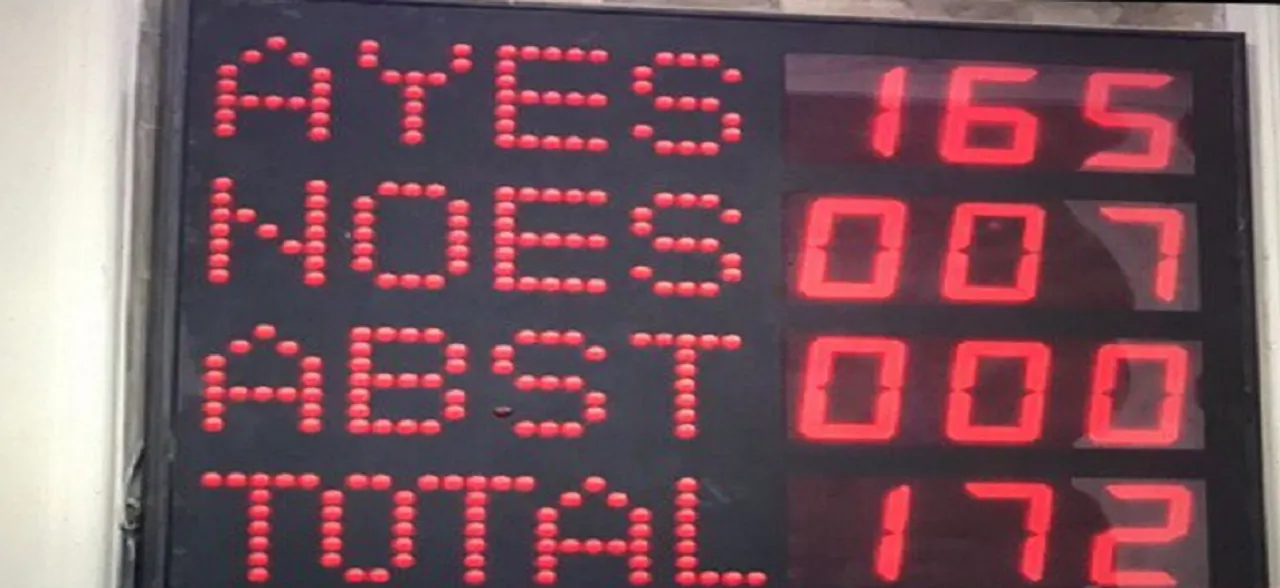 AYES 165
NOES 007
ABST 000
TOTAL 172